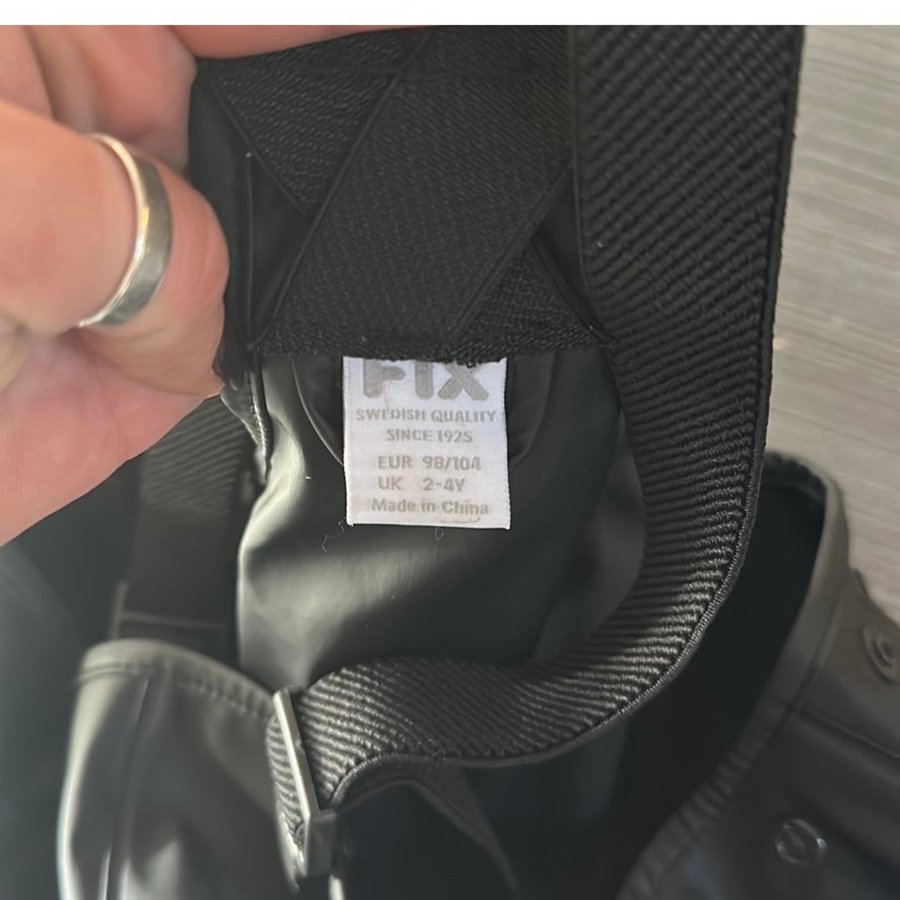 FIX
SWEDISH QUALITY
SINCE 1925
EUR 98/104
UK 2-4Y
Made in China